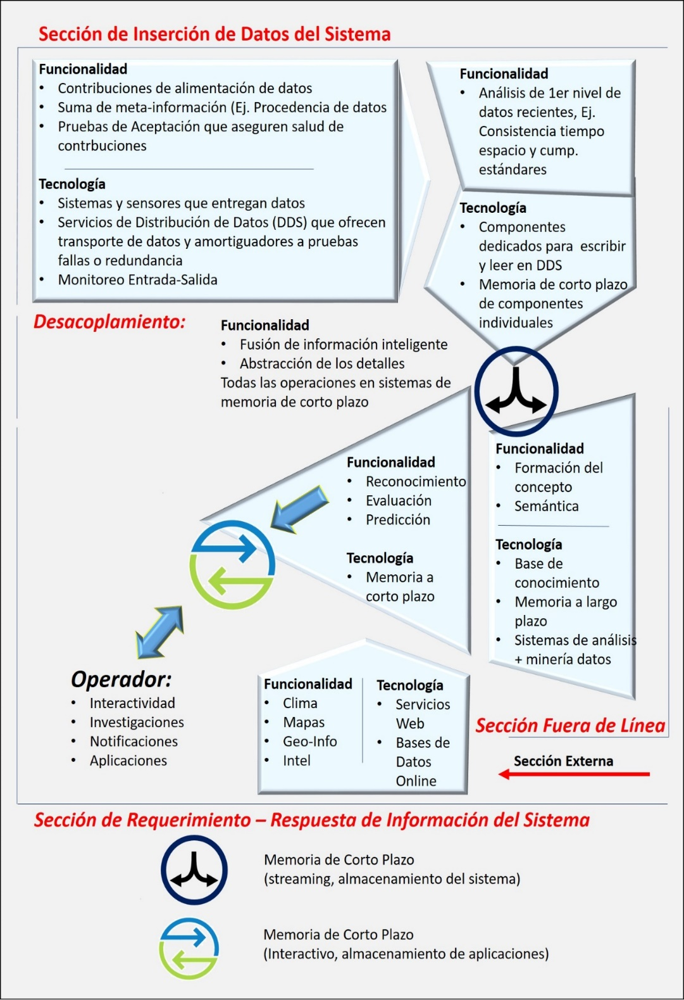 Sección de Inserción de Datos del Sistema
Funcionalidad
• Contribuciones de alimentación de datos
• Suma de meta-información (Ej. Procedencia de datos
• Pruebas de Aceptación que aseguren salud de
contrbuciones
Tecnología
• Sistemas y sensores que entregan datos
• Servicios de Distribución de Datos (DDS) que ofrecen
transporte de datos y amortiguadores a pruebas
fallas o redundancia
• Monitoreo Entrada-Salida
Funcionalidad
• Análisis de 1er nivel de
datos recientes, Ej.
Consistencia tiempo
espacio y cump.
estándares
Tecnología
• Componentes
dedicados para escribir
y leer en DDS
• Memoria de corto plazo
de componentes
individuales
Desacoplamiento:
Funcionalidad
• Fusión de información inteligente
• Abstracción de los detalles
Todas las operaciones en sistemas de
memoria de corto plazo
Funcionalidad
• Reconocimiento
• Evaluación
• Predicción
Tecnología
• Memoria a
corto plazo
Funcionalidad
• Formación del
concepto
• Semántica
Tecnología
• Base de
conocimiento
• Memoria a largo
plazo
• Sistemas de análisis
+ minería datos
Operador:
• Interactividad
• Investigaciones
• Notificaciones
• Aplicaciones
Funcionalidad
• Clima
• Mapas
• Geo-Info
• Intel
Tecnología
• Servicios
Web
• Bases de
Datos
Online
Sección Fuera de Línea
Sección Externa
Sección de Requerimiento – Respuesta de Información del Sistema
Memoria de Corto Plazo
(streaming, almacenamiento del sistema)
Memoria de Corto Plazo
(Interactivo, almacenamiento de aplicaciones)